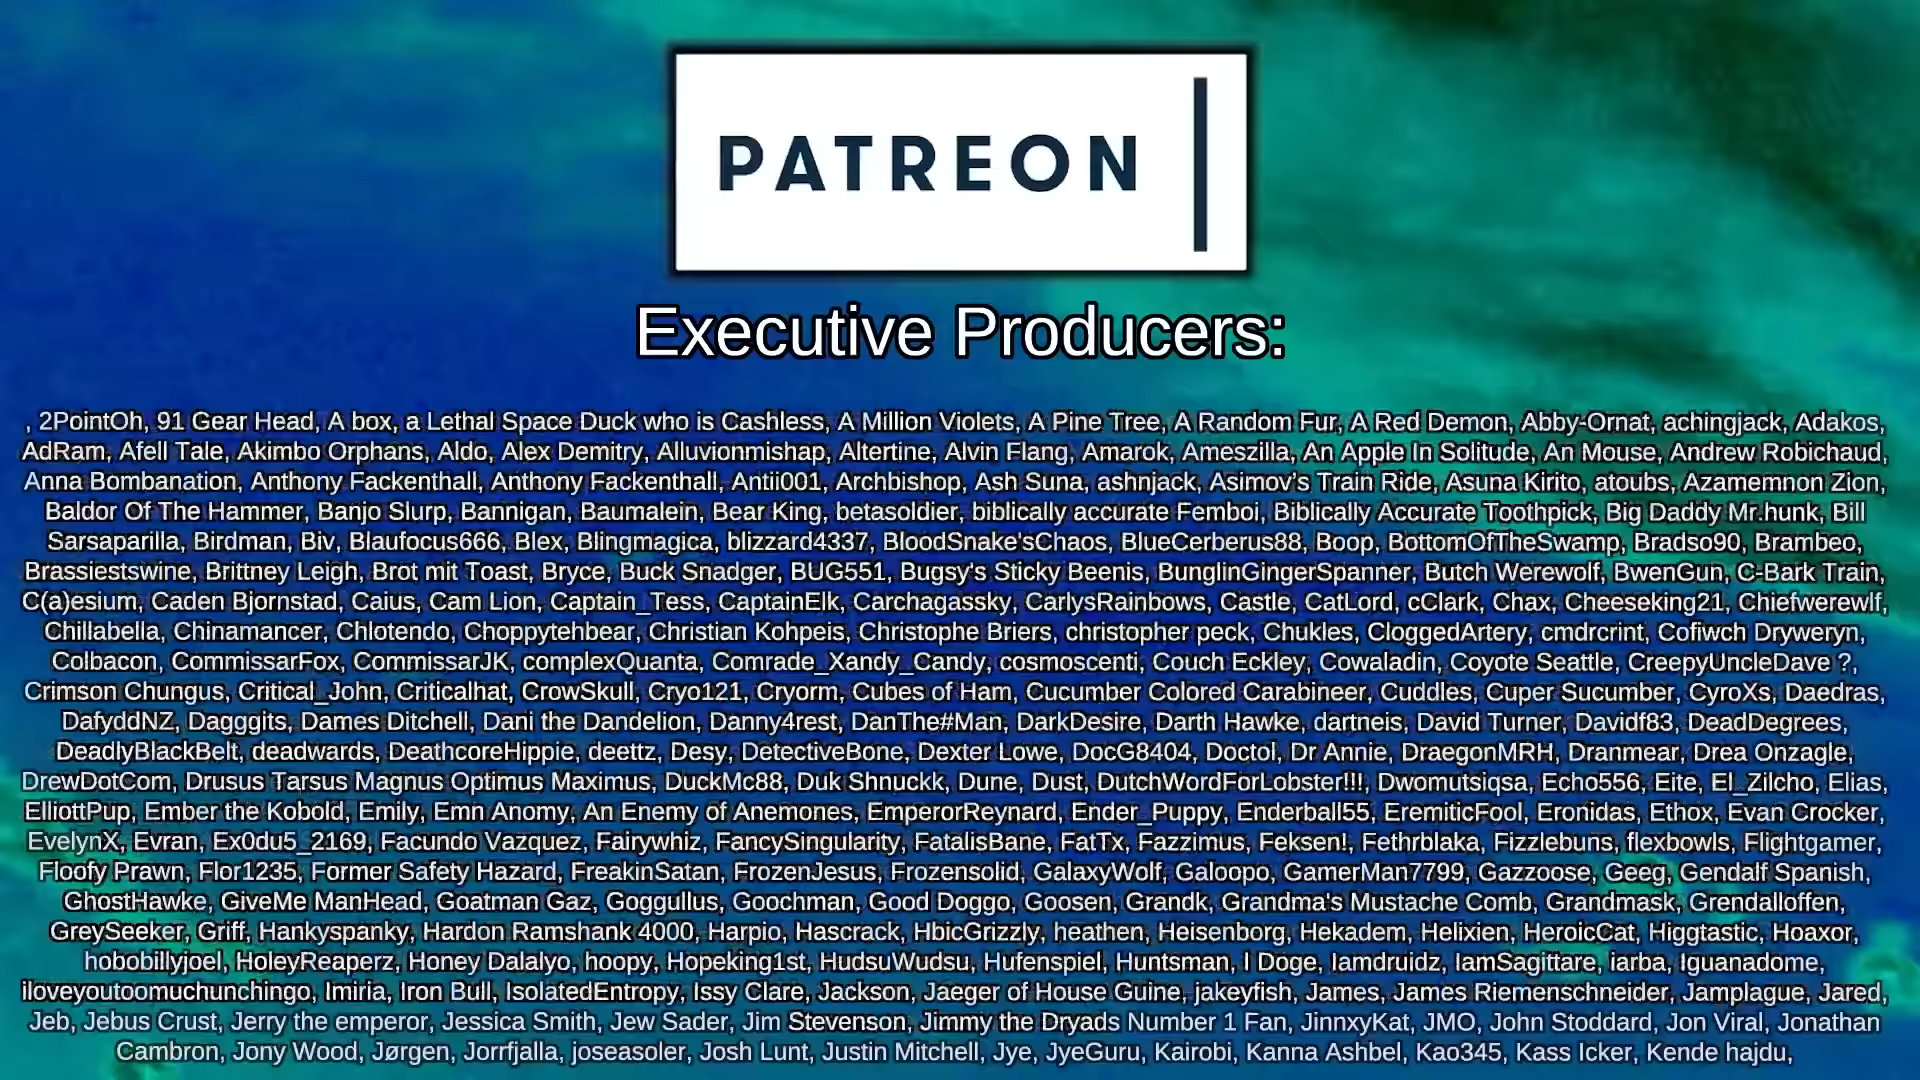 PATREON
Executive Producers:
, 2PointOh, 91 Gear Head, A box, a Lethal Space Duck who is Cashless, A Million Violets, A Pine Tree, A Random Fur, A Red Demon, Abby-Ornat, achingjack, Adakos,
AdRam, Afell Tale, Akimbo Orphans, Aldo, Alex Demitry, Alluvionmishap, Altertine, Alvin Flang, Amarok, Ameszilla, An Apple In Solitude, An Mouse, Andrew Robichaud,
Anna Bombanation, Anthony Fackenthall, Anthony Fackenthall, Antii001, Archbishop, Ash Suna, ashnjack, Asimov's Train Ride, Asuna Kirito, atoubs, Azamemnon Zion,
Baldor Of The Hammer, Banjo Slurp, Bannigan, Baumalein, Bear King, betasoldier, biblically accurate Femboi, Biblically Accurate Toothpick, Big Daddy Mr.hunk, Bill
Sarsaparilla, Birdman, Biv, Blaufocus666, Blex, Blingmagica, blizzard4337, BloodSnake'sChaos, BlueCerberus88, Boop, BottomOfTheSwamp, Bradso90, Brambeo,
Brassiestswine, Brittney Leigh, Brot mit Toast, Bryce, Buck Snadger, BUG551, Bugsy's Sticky Beenis, BunglinGingerSpanner, Butch Werewolf, BwenGun, C-Bark Train,
C(a)esium, Caden Bjornstad, Caius, Cam Lion, Captain_Tess, CaptainElk, Carchagassky, CarlysRainbows, Castle, CatLord, cClark, Chax, Cheeseking21, Chiefwerewlf,
Chillabella, Chinamancer, Chlotendo, Choppytehbear, Christian Kohpeis, Christophe Briers, christopher peck, Chukles, CloggedArtery, cmdrcrint, Cofiwch Dryweryn,
Colbacon, CommissarFox, CommissarJK, complexQuanta, Comrade_Xandy_Candy, cosmoscenti, Couch Eckley, Cowaladin, Coyote Seattle, CreepyUncleDave ?,
Crimson Chungus, Critical_John, Criticalhat, CrowSkull, Cryo121, Cryorm, Cubes of Ham, Cucumber Colored Carabineer, Cuddles, Cuper Sucumber, CyroXs, Daedras,
DafyddNZ, Dagggits, Dames Ditchell, Dani the Dandelion, Danny4rest, DanThe#Man, DarkDesire, Darth Hawke, dartneis, David Turner, Davidf83, DeadDegrees,
DeadlyBlackBelt, deadwards, DeathcoreHippie, deettz, Desy, DetectiveBone, Dexter Lowe, DocG8404, Doctol, Dr Annie, DraegonMRH, Dranmear, Drea Onzagle,
DrewDotCom, Drusus Tarsus Magnus Optimus Maximus, DuckMc88, Duk Shnuckk, Dune, Dust, DutchWordForLobster!!!, Dwomutsiqsa, Echo556, Eite, El_Zilcho, Elias,
ElliottPup, Ember the Kobold, Emily, Emn Anomy, An Enemy of Anemones, EmperorReynard, Ender_Puppy, Enderball55, EremiticFool, Eronidas, Ethox, Evan Crocker,
EvelynX, Evran, Ex0du5_2169, Facundo Vazquez, Fairywhiz, FancySingularity, FatalisBane, FatTx, Fazzimus, Feksen!, Fethrblaka, Fizzlebuns, flexbowls, Flightgamer,
Floofy Prawn, Flor1235, Former Safety Hazard, FreakinSatan, FrozenJesus, Frozensolid, GalaxyWolf, Galoopo, GamerMan7799, Gazzoose, Geeg, Gendalf Spanish,
GhostHawke, GiveMe ManHead, Goatman Gaz, Goggullus, Goochman, Good Doggo, Goosen, Grandk, Grandma's Mustache Comb, Grandmask, Grendalloffen,
GreySeeker, Griff, Hankyspanky, Hardon Ramshank 4000, Harpio, Hascrack, HbicGrizzly, heathen, Heisenborg, Hekadem, Helixien, HeroicCat, Higgtastic, Hoaxor,
hobobillyjoel, HoleyReaperz, Honey Dalalyo, hoopy, Hopeking1st, HudsuWudsu, Hufenspiel, Huntsman, I Doge, Iamdruidz, IamSagittare, iarba, Iguanadome,
iloveyoutoomuchunchingo, Imiria, Iron Bull, IsolatedEntropy, Issy Clare, Jackson, Jaeger of House Guine, jakeyfish, James, James Riemenschneider, Jamplague, Jared,
Jeb, Jebus Crust, Jerry the emperor, Jessica Smith, Jew Sader, Jim Stevenson, Jimmy the Dryads Number 1 Fan, JinnxyKat, JMO, John Stoddard, Jon Viral, Jonathan
Cambron, Jony Wood, Jørgen, Jorrfjalla, joseasoler, Josh Lunt, Justin Mitchell, Jye, JyeGuru, Kairobi, Kanna Ashbel, Kao345, Kass Icker, Kende hajdu,